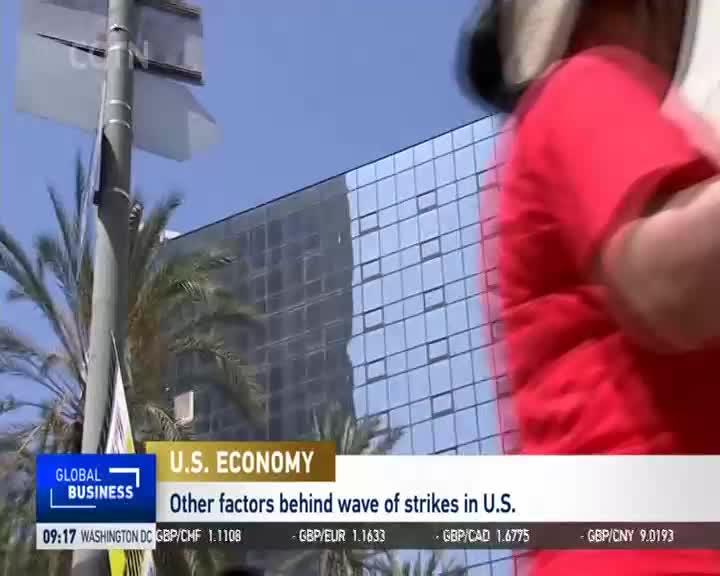 CGTN
U.S. ECONOMY
GLOBAL
BUSINESS
Other factors behind wave of strikes in U.S.
09:17 WASHINGTON DC GBP/CHF 1.1108 - GBP/EUR 1.1633 - GBP/CAD 1.6775 - GBP/CNY 9.0193